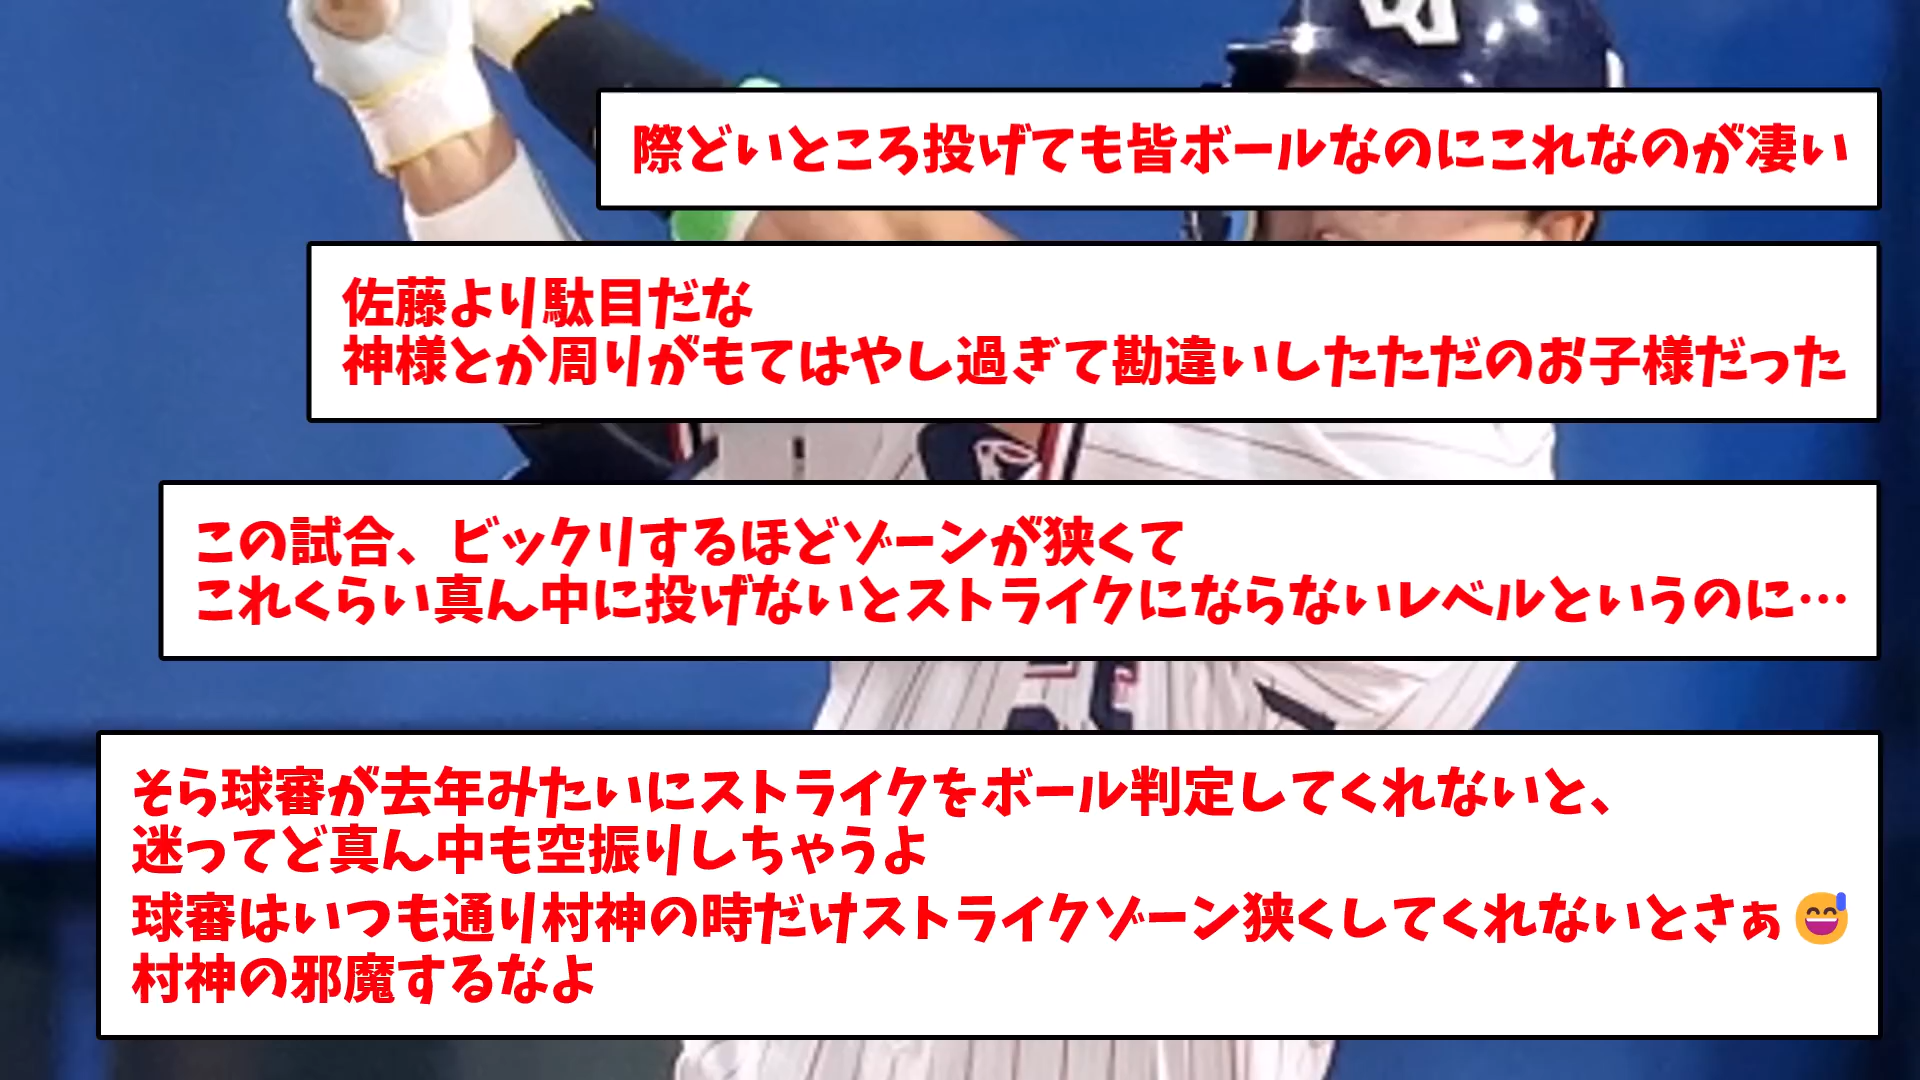 際どいところ投げても皆ボールなのにこれなのが凄い
佐藤より駄目だな
神様とか周りがもてはやし過ぎて勘違いしたただのお子様だった
この試合、ビックリするほどゾーンが狭くて
これくらい真ん中に投げないとストライクにならないレベルというのに…
そら球審が去年みたいにストライクをボール判定してくれないと、
迷ってど真ん中も空振りしちゃうよ
球審はいつも通り村神の時だけストライクゾーン狭くしてくれないとさぁ😅
村神の邪魔するなよ